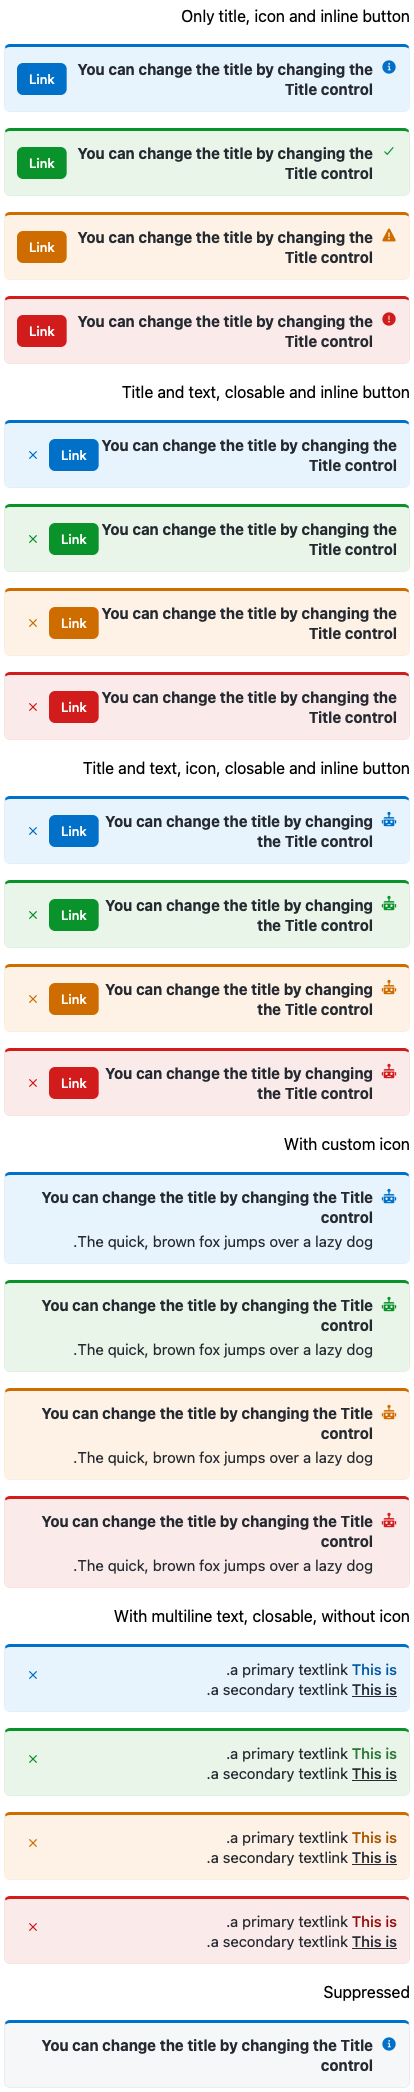 Only title, icon and inline button
You can change the title by changing the
Title control
Link
You can change the title by changing the
Title control
Link
You can change the title by changing the
Title control
Link
You can change the title by changing the
Title control
Link
Title and text, closable and inline button
You can change the title by changing the
Title control
Link
You can change the title by changing the
Title control
Link
You can change the title by changing the
Title control
Link
You can change the title by changing the
Title control
Link
Title and text, icon, closable and inline button
You can change the title by changing
the Title control
Link
You can change the title by changing
the Title control
Link
You can change the title by changing
the Title control
Link
You can change the title by changing
the Title control
Link
With custom icon
You can change the title by changing the Title
control
.The quick, brown fox jumps over a lazy dog
You can change the title by changing the Title
control
.The quick, brown fox jumps over a lazy dog
You can change the title by changing the Title
control
.The quick, brown fox jumps over a lazy dog
You can change the title by changing the Title
control
.The quick, brown fox jumps over a lazy dog
With multiline text, closable, without icon
.a primary textlink This is
.a secondary textlink This is
.a primary textlink This is
.a secondary textlink This is
.a primary textlink This is
.a secondary textlink This is
.a primary textlink This is
.a secondary textlink This is
Suppressed
You can change the title by changing the Title
control